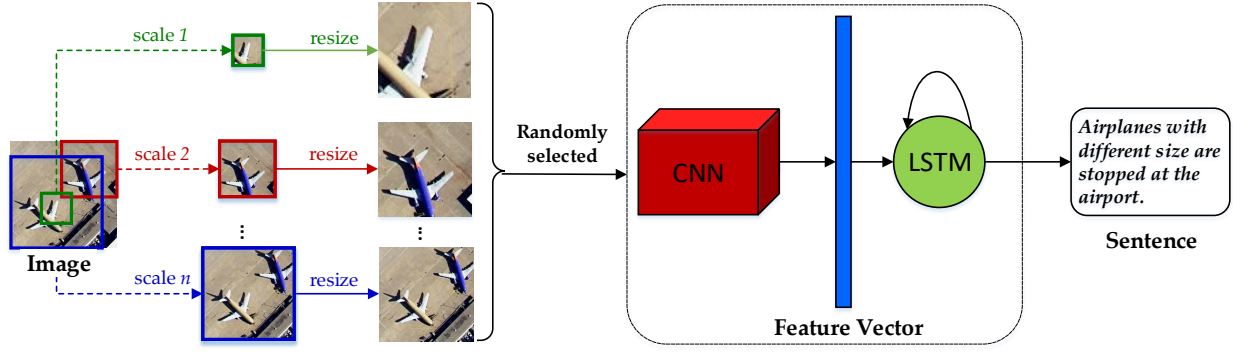 scale 1
resize
scale 2
resize
...
...
scale n
resize
Image
Randomly
selected
CNN
LSTM
Feature Vector
Airplanes with
different size are
stopped at the
airport.
Sentence